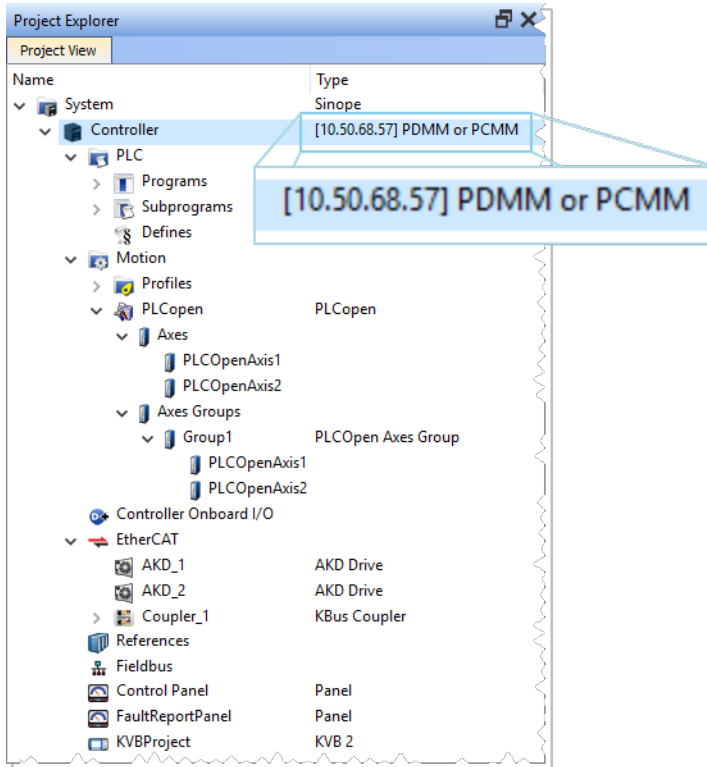 Project Explorer
Project View
Name Type
System Sinope
Controller [10.50.68.57] PDMM or PCMM
PLC
Programs
[10.50.68.57] PDMM or PCMM
Subprograms
Defines
Motion
Profiles
PLCopen PLCopen
Axes
PLCOpenAxis1
PLCOpenAxis2
Axes Groups
Group1 PLCOpen Axes Group
PLCOpenAxis1
PLCOpenAxis2
Controller Onboard I/O
EtherCAT
AKD_1 AKD Drive
AKD_2 AKD Drive
Coupler_1 KBus Coupler
References
Fieldbus
Control Panel Panel
FaultReportPanel Panel
KVBProject KVB 2